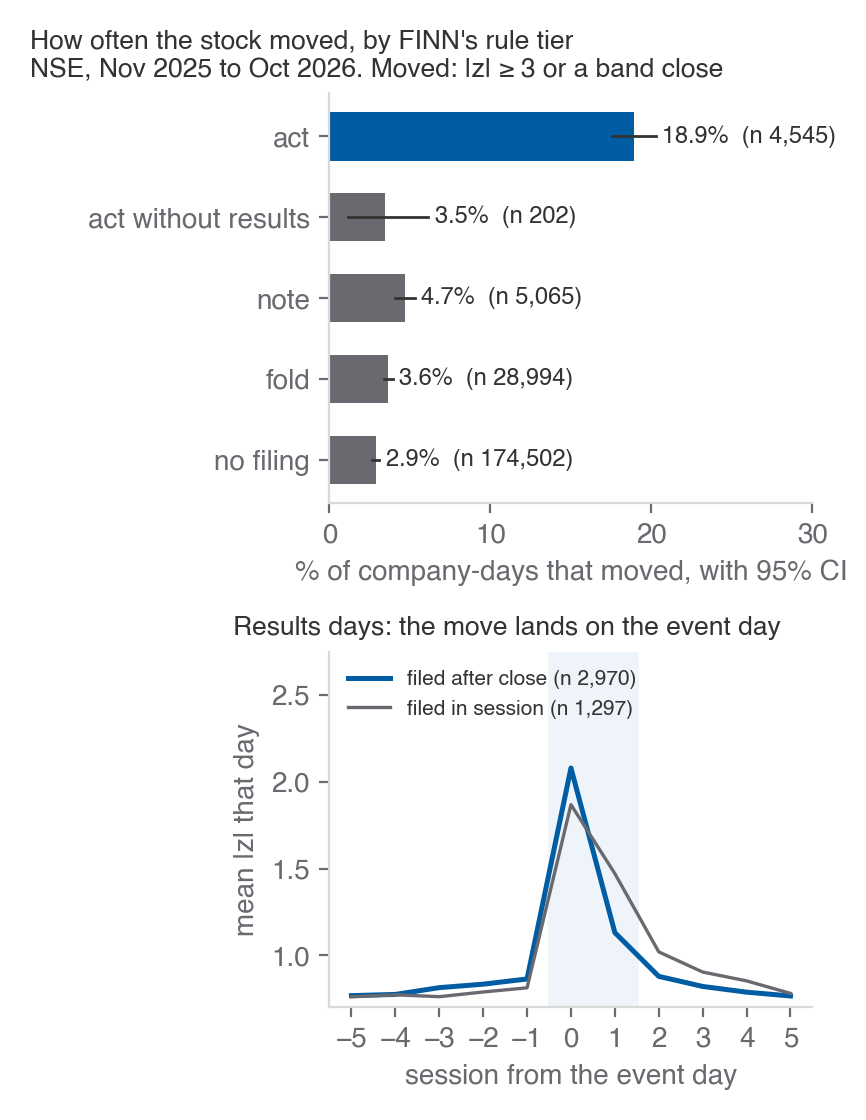 How often the stock moved, by FINN's rule tier
NSE, Nov 2025 to Oct 2026. Moved: |z| ≥ 3 or a band close
act
18.9% (n 4,545)
act without results
3.5% (n 202)
note
4.7% (n 5,065)
fold
3.6% (n 28,994)
no filing
2.9% (n 174,502)
0 10 20 30
% of company-days that moved, with 95% CI
Results days: the move lands on the event day
filed after close (n 2,970)
filed in session (n 1,297)
2.5
2.0
1.5
1.0
mean |z| that day
–5 –4 –3 –2 –1 0 1 2 3 4 5
session from the event day